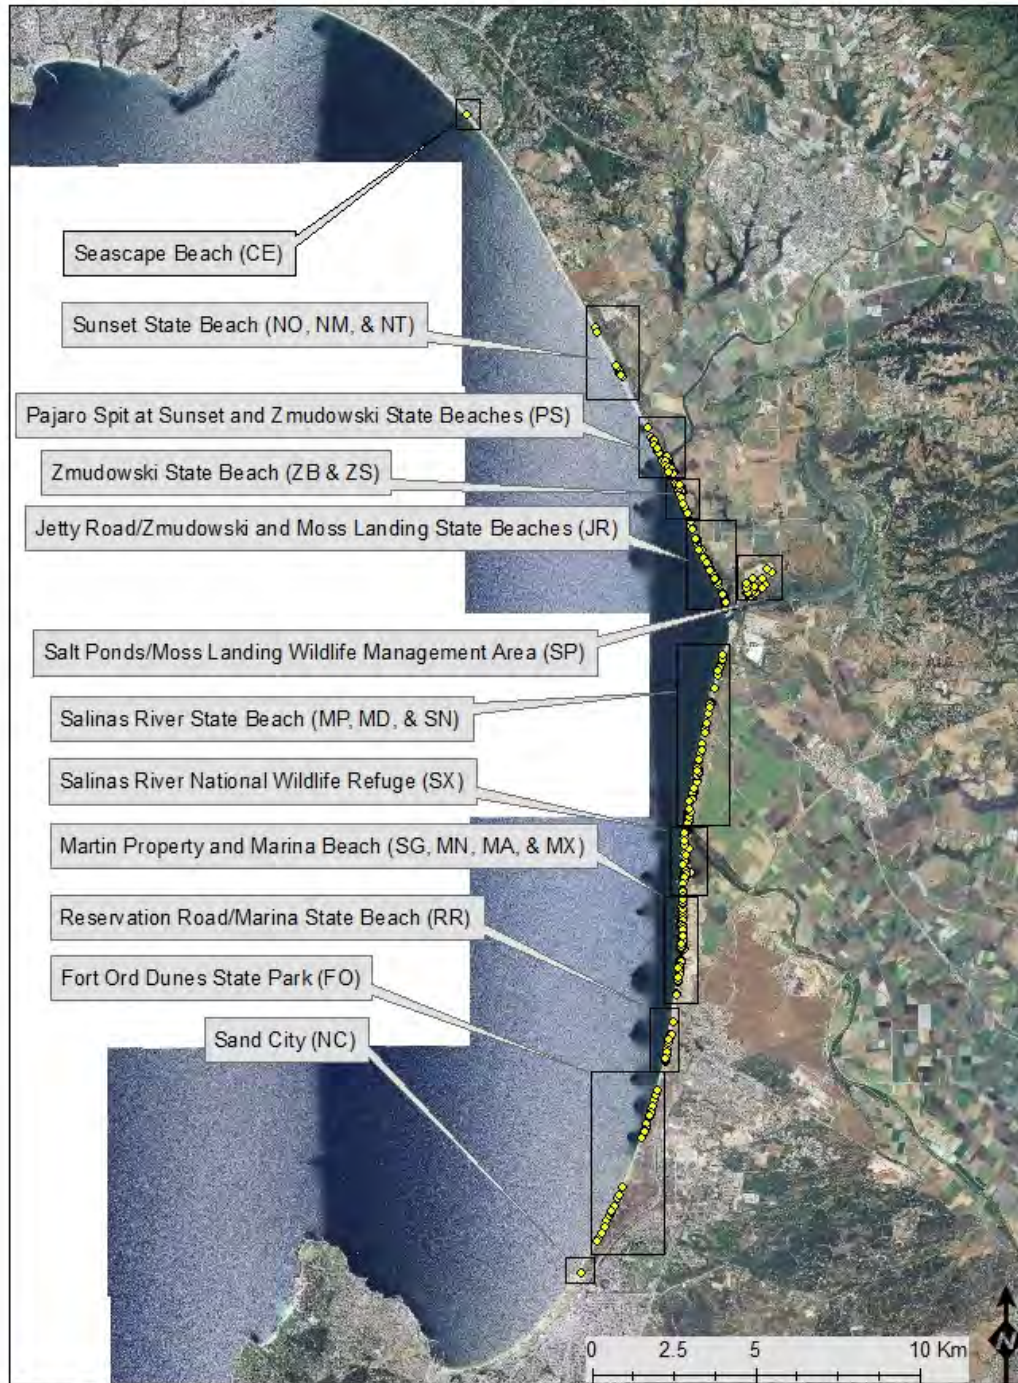 Seascape Beach (CE)
Sunset State Beach (NO, NM, & NT)
Pajaro Spit at Sunset and Zmudowski State Beaches (PS)
Zmudowski State Beach (ZB & ZS)
Jetty Road/Zmudowski and Moss Landing State Beaches (JR)
Salt Ponds/Moss Landing Wildlife Management Area (SP)
Salinas River State Beach (MP, MD, & SN)
Salinas River National Wildlife Refuge (SX)
Martin Property and Marina Beach (SG, MN, MA, & MX)
Reservation Road/Marina State Beach (RR)
Fort Ord Dunes State Park (FO)
Sand City (NC)
0 2.5 5 10 Km
N